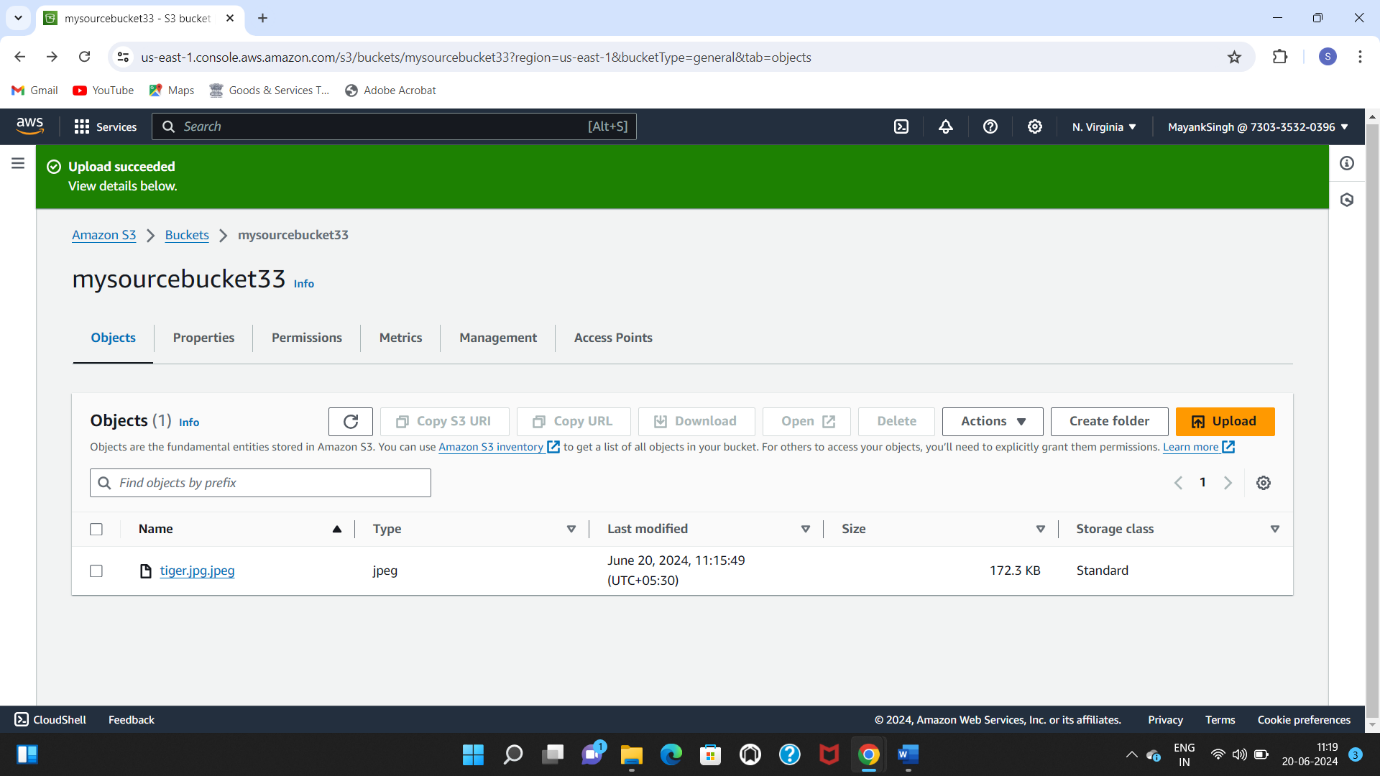 mysourcebucket33 - S3 bucket
us-east-1.console.aws.amazon.com/s3/buckets/mysourcebucket33?region=us-east-1&bucketType=general&tab=objects
S
Gmail YouTube Maps Goods & Services T... Adobe Acrobat
aws Services Search [Alt+S] N. Virginia MayankSingh @ 7303-3532-0396
Upload succeeded
View details below.
Amazon S3 Buckets mysourcebucket33
mysourcebucket33 Info
Objects Properties Permissions Metrics Management Access Points
Objects (1) Info Copy S3 URI Copy URL Download Open Delete Actions Create folder Upload
Objects are the fundamental entities stored in Amazon S3. You can use Amazon S3 inventory to get a list of all objects in your bucket. For others to access your objects, you'll need to explicitly grant them permissions. Learn more
Find objects by prefix 1
Name Type Last modified Size Storage class
tiger.jpg.jpeg jpeg June 20, 2024, 11:15:49 172.3 KB Standard
(UTC+05:30)
CloudShell Feedback © 2024, Amazon Web Services, Inc. or its affiliates. Privacy Terms Cookie preferences
1 W ENG 11:19
IN 20-06-2024 3